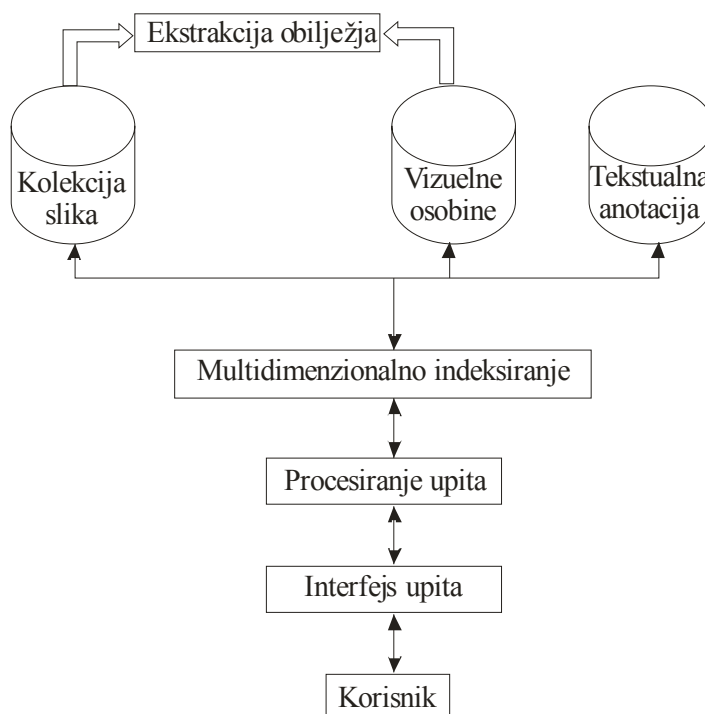 Ekstrakcija obilježja
Kolekcija
slika
Vizuelne
osobine
Tekstualna
anotacija
Multidimenzionalno indeksiranje
Procesiranje upita
Interfejs upita
Korisnik